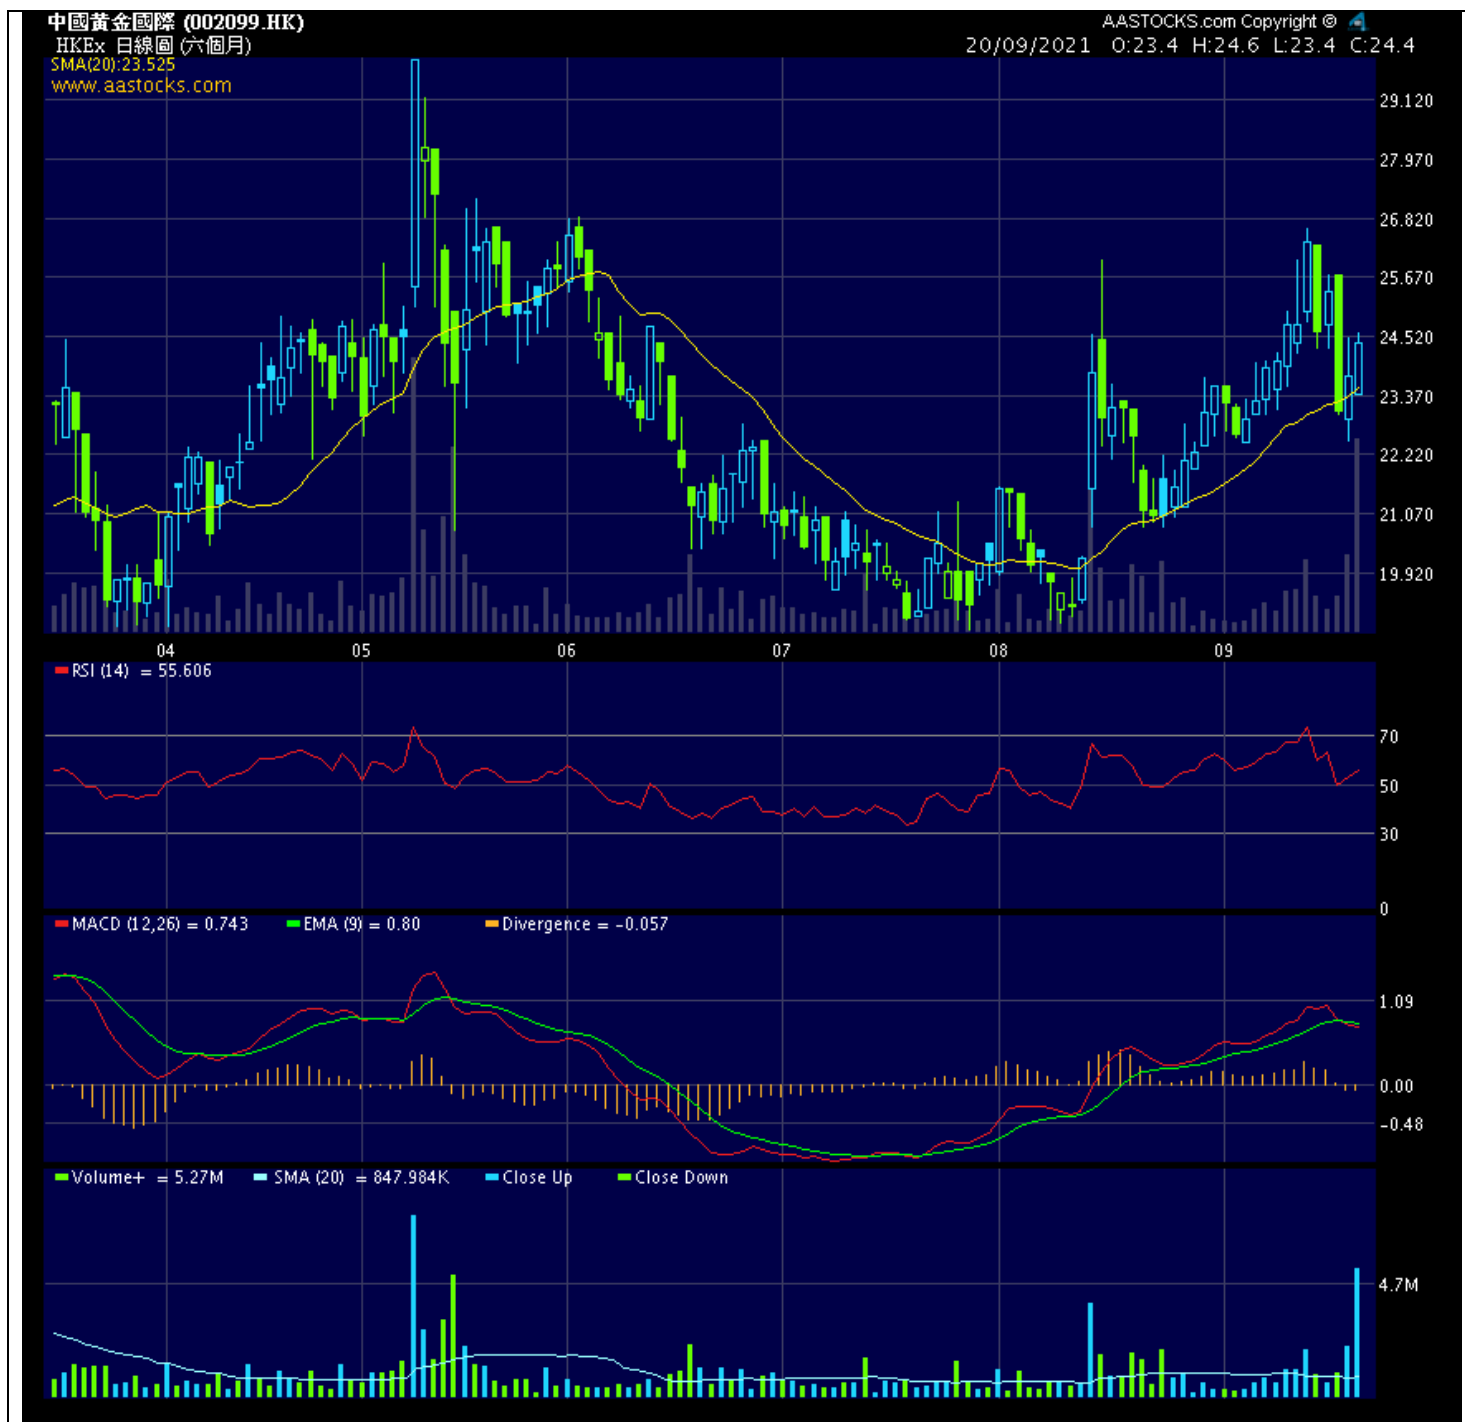 中國黃金國際 (002099.HK)
AASTOCKS.com Copyright ©
HKEx 日線圖 (六個月)
20/09/2021 O:23.4 H:24.6 L:23.4 C:24.4
SMA(20):23.525
www.aastocks.com
29.120
27.970
26.820
25.670
24.520
23.370
22.220
21.070
19.920
04 05 06 07 08 09
RSI (14) = 55.606
70
50
30
0
MACD (12,26) = 0.743 EMA (9) = 0.80 Divergence = -0.057
1.09
0.00
-0.48
Volume+ = 5.27M SMA (20) = 847.984K Close Up Close Down
4.7M